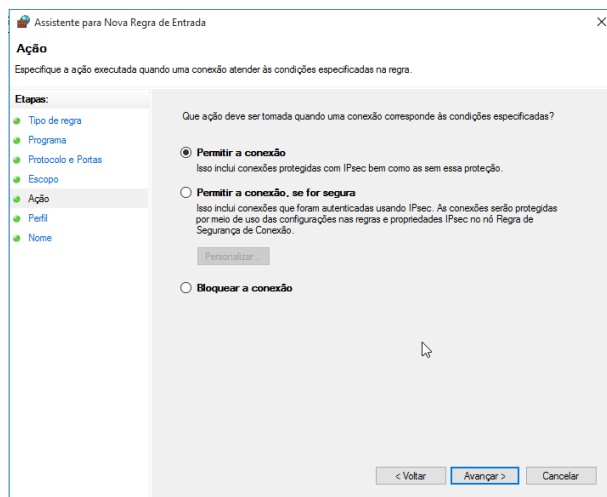 Assistente para Nova Regra de Entrada
Ação
Especifique a ação executada quando uma conexão atender às condições especificadas na regra.
Etapas:
Tipo de regra
Programa
Protocolo e Portas
Escopo
Ação
Perfil
Nome
Que ação deve ser tomada quando uma conexão corresponde às condições especificadas?
Permitir a conexão
Isso inclui conexões protegidas com IPsec bem como as sem essa proteção.
Permitir a conexão, se for segura
Isso inclui conexões que foram autenticadas usando IPsec. As conexões serão protegidas
por meio de uso das configurações nas regras e propriedades IPsec no nó Regra de
Segurança de Conexão.
Personalizar...
Bloquear a conexão
< Voltar
Avançar >
Cancelar